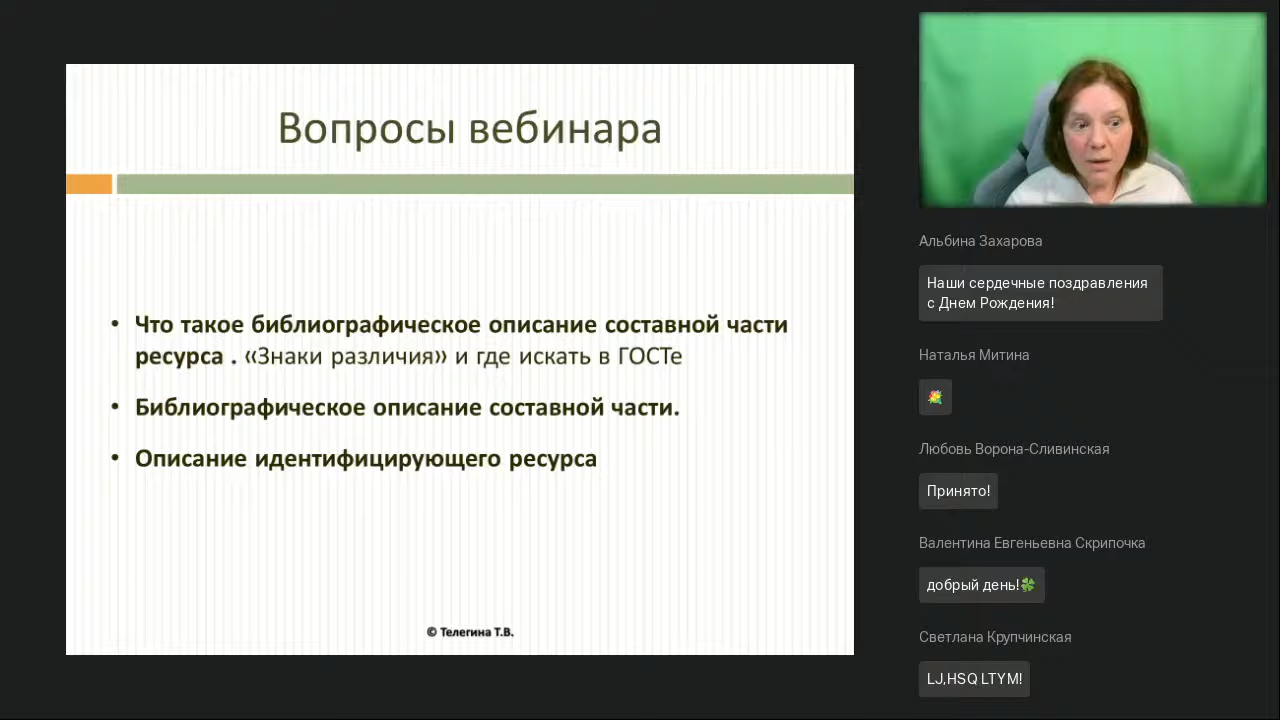 Вопросы вебинара
• Что такое библиографическое описание составной части
ресурса . «Знаки различия» и где искать в ГОСТе
• Библиографическое описание составной части.
• Описание идентифицирующего ресурса
© Телегина Т.В.
Альбина Захарова
Наши сердечные поздравления
с Днем Рождения!
Наталья Митина
💐
Любовь Ворона-Сливинская
Принято!
Валентина Евгеньевна Скрипочка
добрый день!🍀
Светлана Крупчинская
LJ,HSQ LTYM!